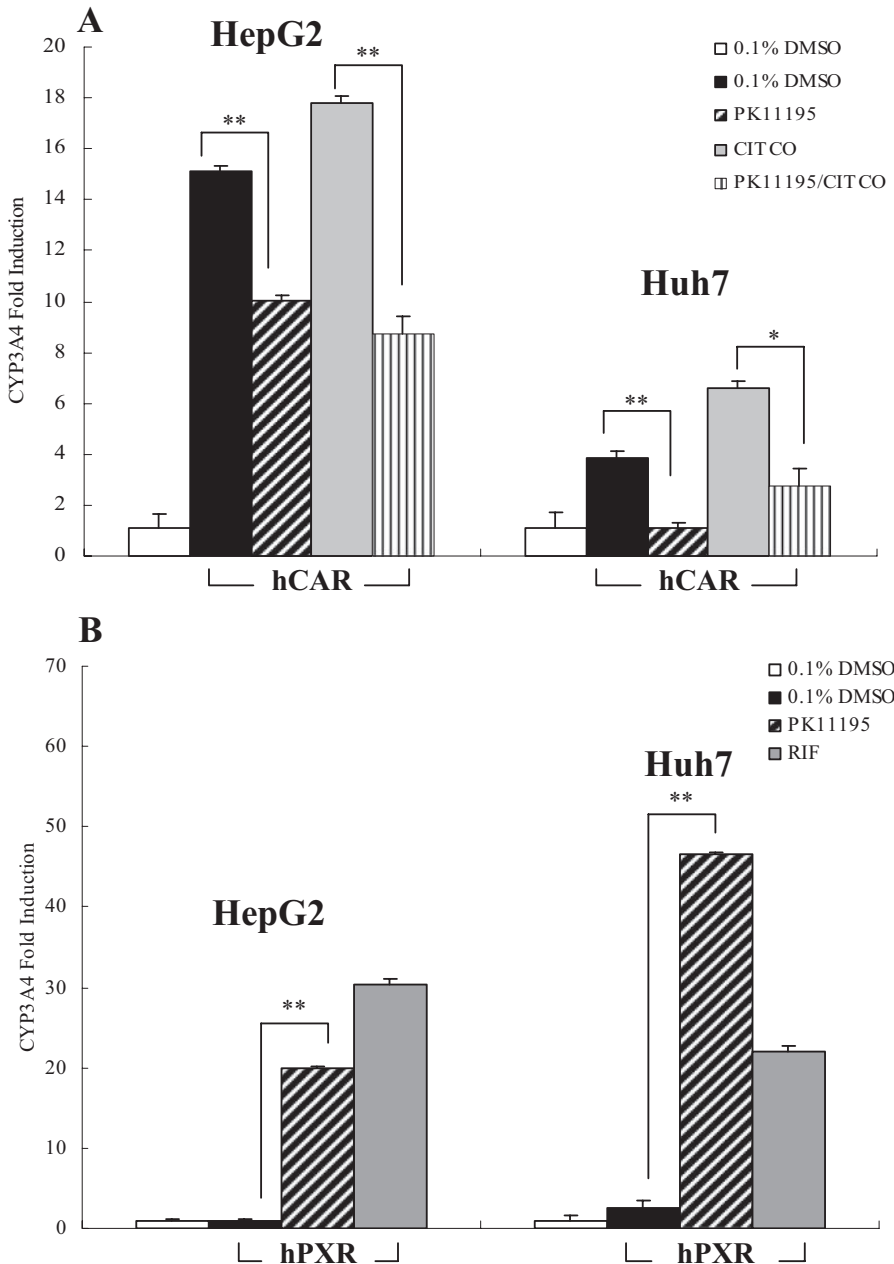 A
HepG2
20
18
16
14
12
10
8
6
4
2
0
CYP3A4 Fold Induction
**
**
0.1% DMSO
0.1% DMSO
PK11195
CITCO
PK11195/CITCO
Huh7
**
*
hCAR
hCAR
B
70
60
50
40
30
20
10
0
CYP3A4 Fold Induction
0.1% DMSO
0.1% DMSO
PK11195
RIF
Huh7
**
HepG2
**
hPXR
hPXR